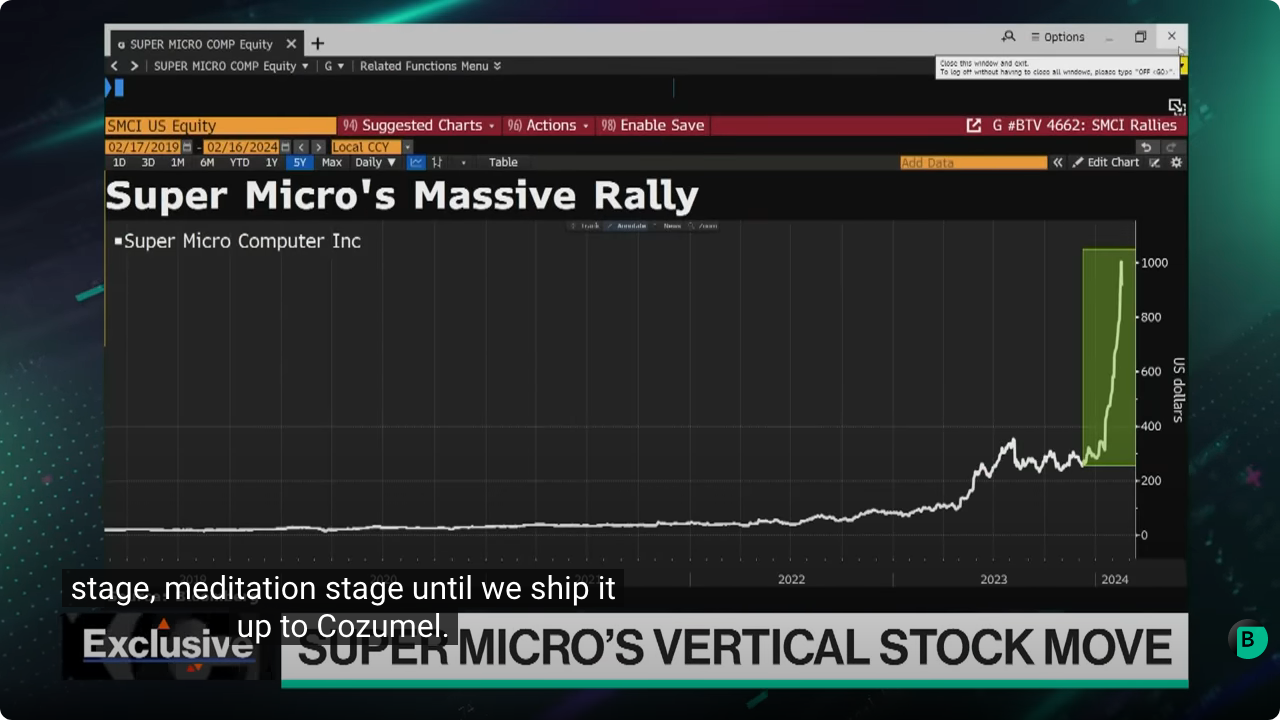 SUPER MICRO COMP Equity
Options
SUPER MICRO COMP Equity G Related Functions Menu
Close this window and exit.
To log off without having to close all windows, please type "OFF <GO>".
SMCI US Equity 94) Suggested Charts 96) Actions 98) Enable Save G #BTV 4662: SMCI Rallies
02/17/2019 - 02/16/2024 Local CCY
1D 3D 1M 6M YTD 1Y 5Y Max Daily Table Add Data Edit Chart
Super Micro's Massive Rally
Track Annotate News Zoom
Super Micro Computer Inc
1000
800
600
400
200
0
US dollars
2019 2020 2021 2022 2023 2024
stage, meditation stage until we ship it
up to Cozumel.
Exclusive
SUPER MICRO'S VERTICAL STOCK MOVE
B